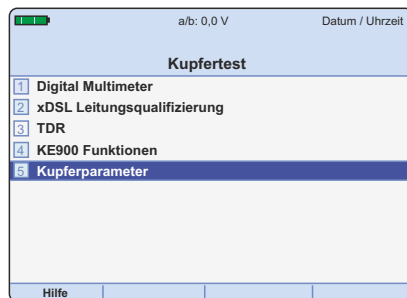 a/b: 0,0 V Datum / Uhrzeit
Kupfertest
1 Digital Multimeter
2 xDSL Leitungsqualifizierung
3 TDR
4 KE900 Funktionen
5 Kupferparameter
Hilfe